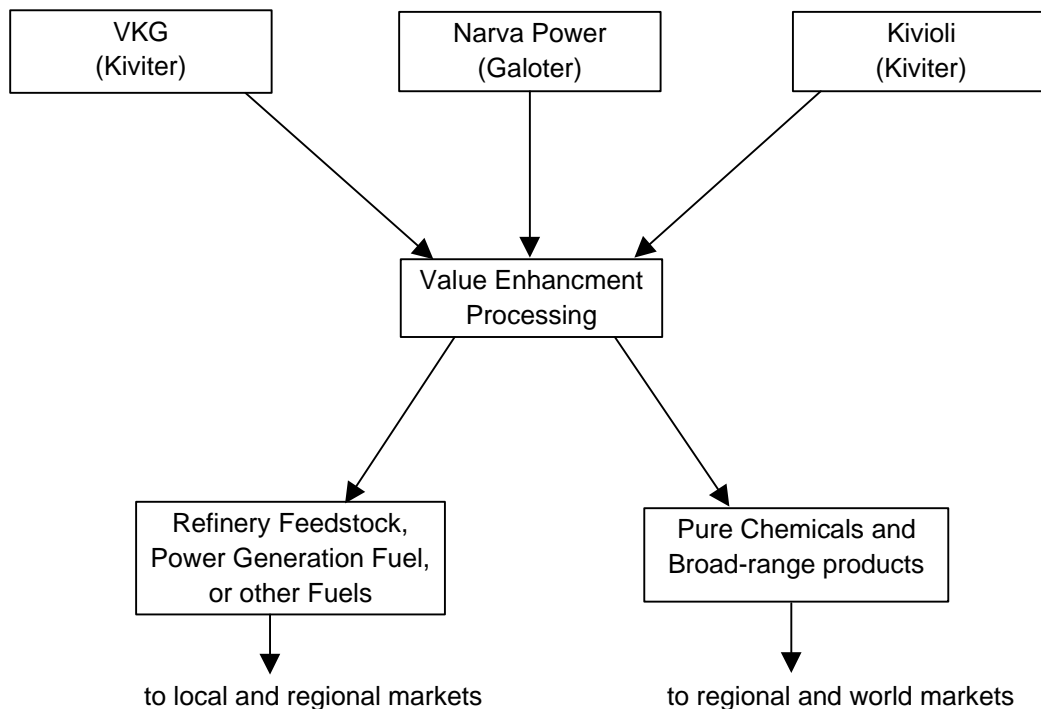 VKG
(Kiviter)
Narva Power
(Galoter)
Kivioli
(Kiviter)
Value Enhancment
Processing
Refinery Feedstock,
Power Generation Fuel,
or other Fuels
Pure Chemicals and
Broad-range products
to local and regional markets
to regional and world markets